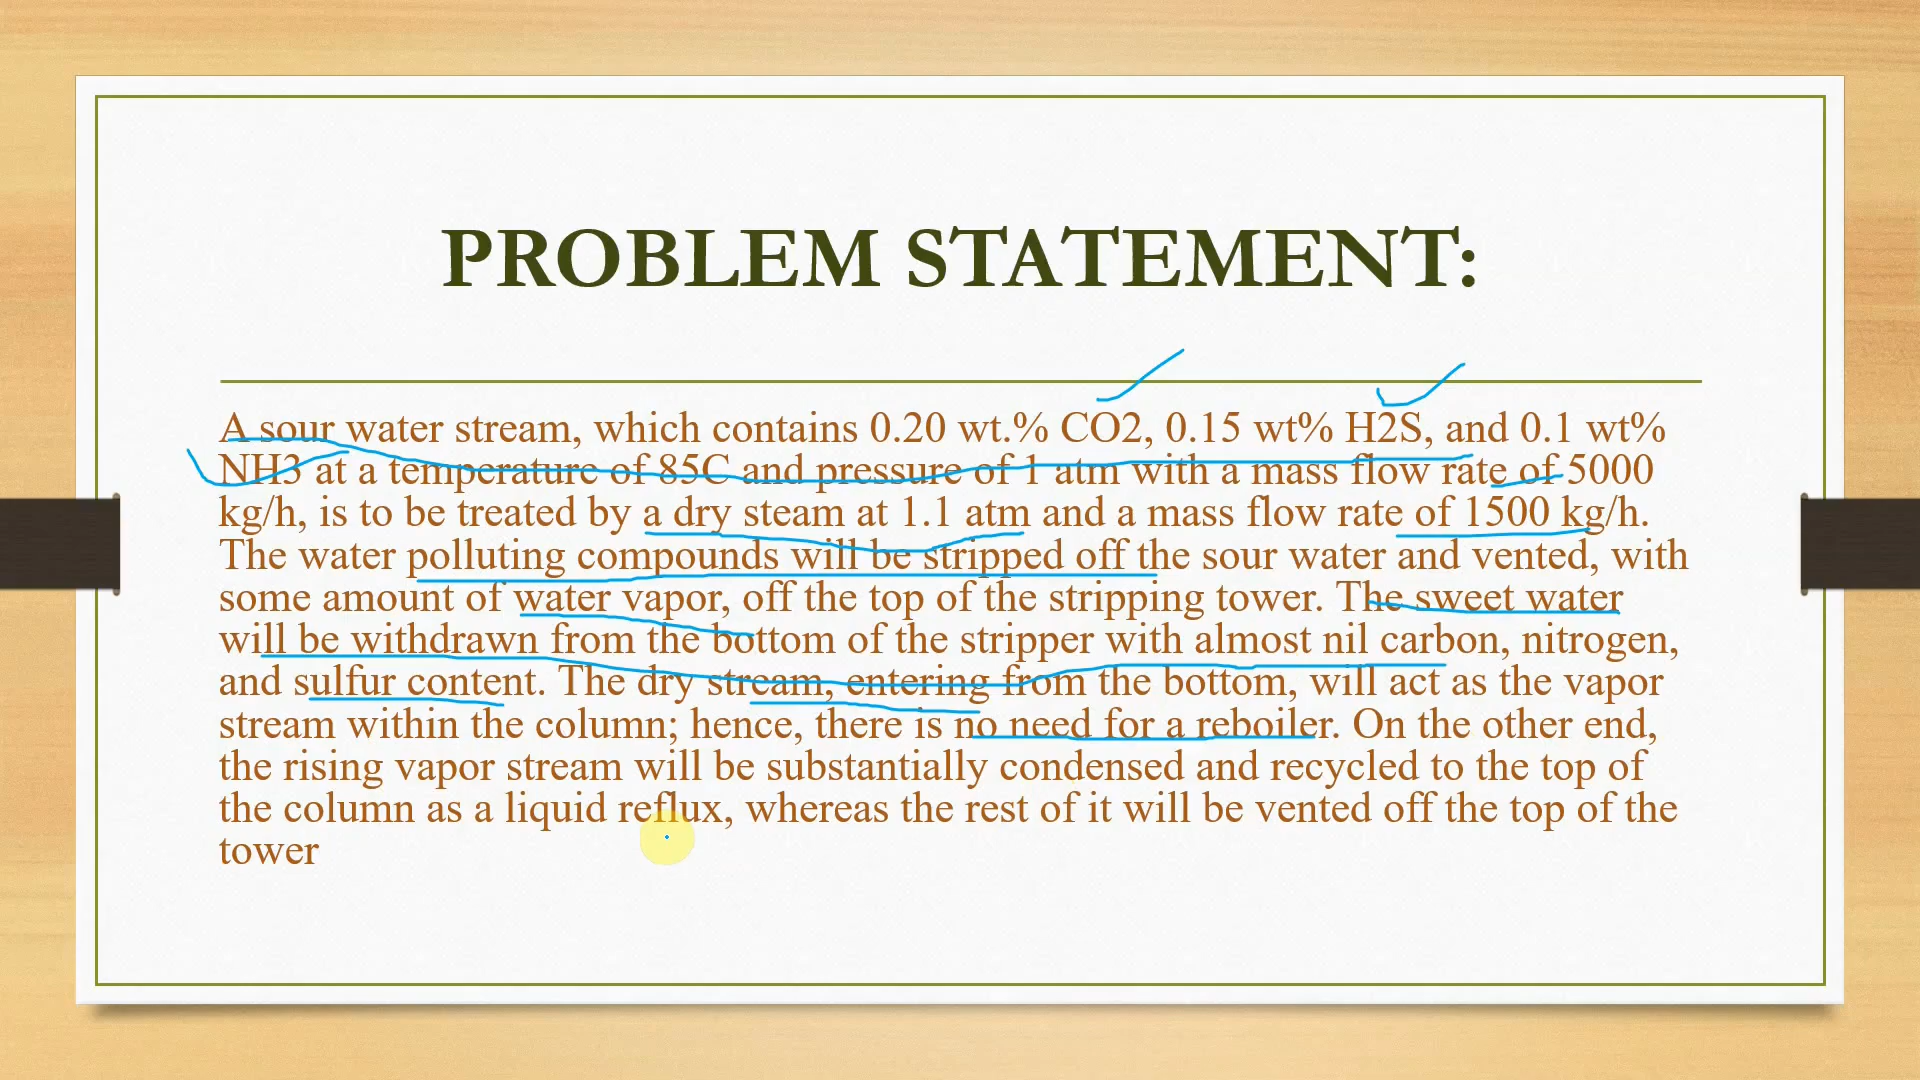 PROBLEM STATEMENT:
A sour water stream, which contains 0.20 wt.% CO2, 0.15 wt% H2S, and 0.1 wt%
NH3 at a temperature of 85C and pressure of 1 atm with a mass flow rate of 5000
kg/h, is to be treated by a dry steam at 1.1 atm and a mass flow rate of 1500 kg/h.
The water polluting compounds will be stripped off the sour water and vented, with
some amount of water vapor, off the top of the stripping tower. The sweet water
will be withdrawn from the bottom of the stripper with almost nil carbon, nitrogen,
and sulfur content. The dry stream, entering from the bottom, will act as the vapor
stream within the column; hence, there is no need for a reboiler. On the other end,
the rising vapor stream will be substantially condensed and recycled to the top of
the column as a liquid reflux, whereas the rest of it will be vented off the top of the
tower